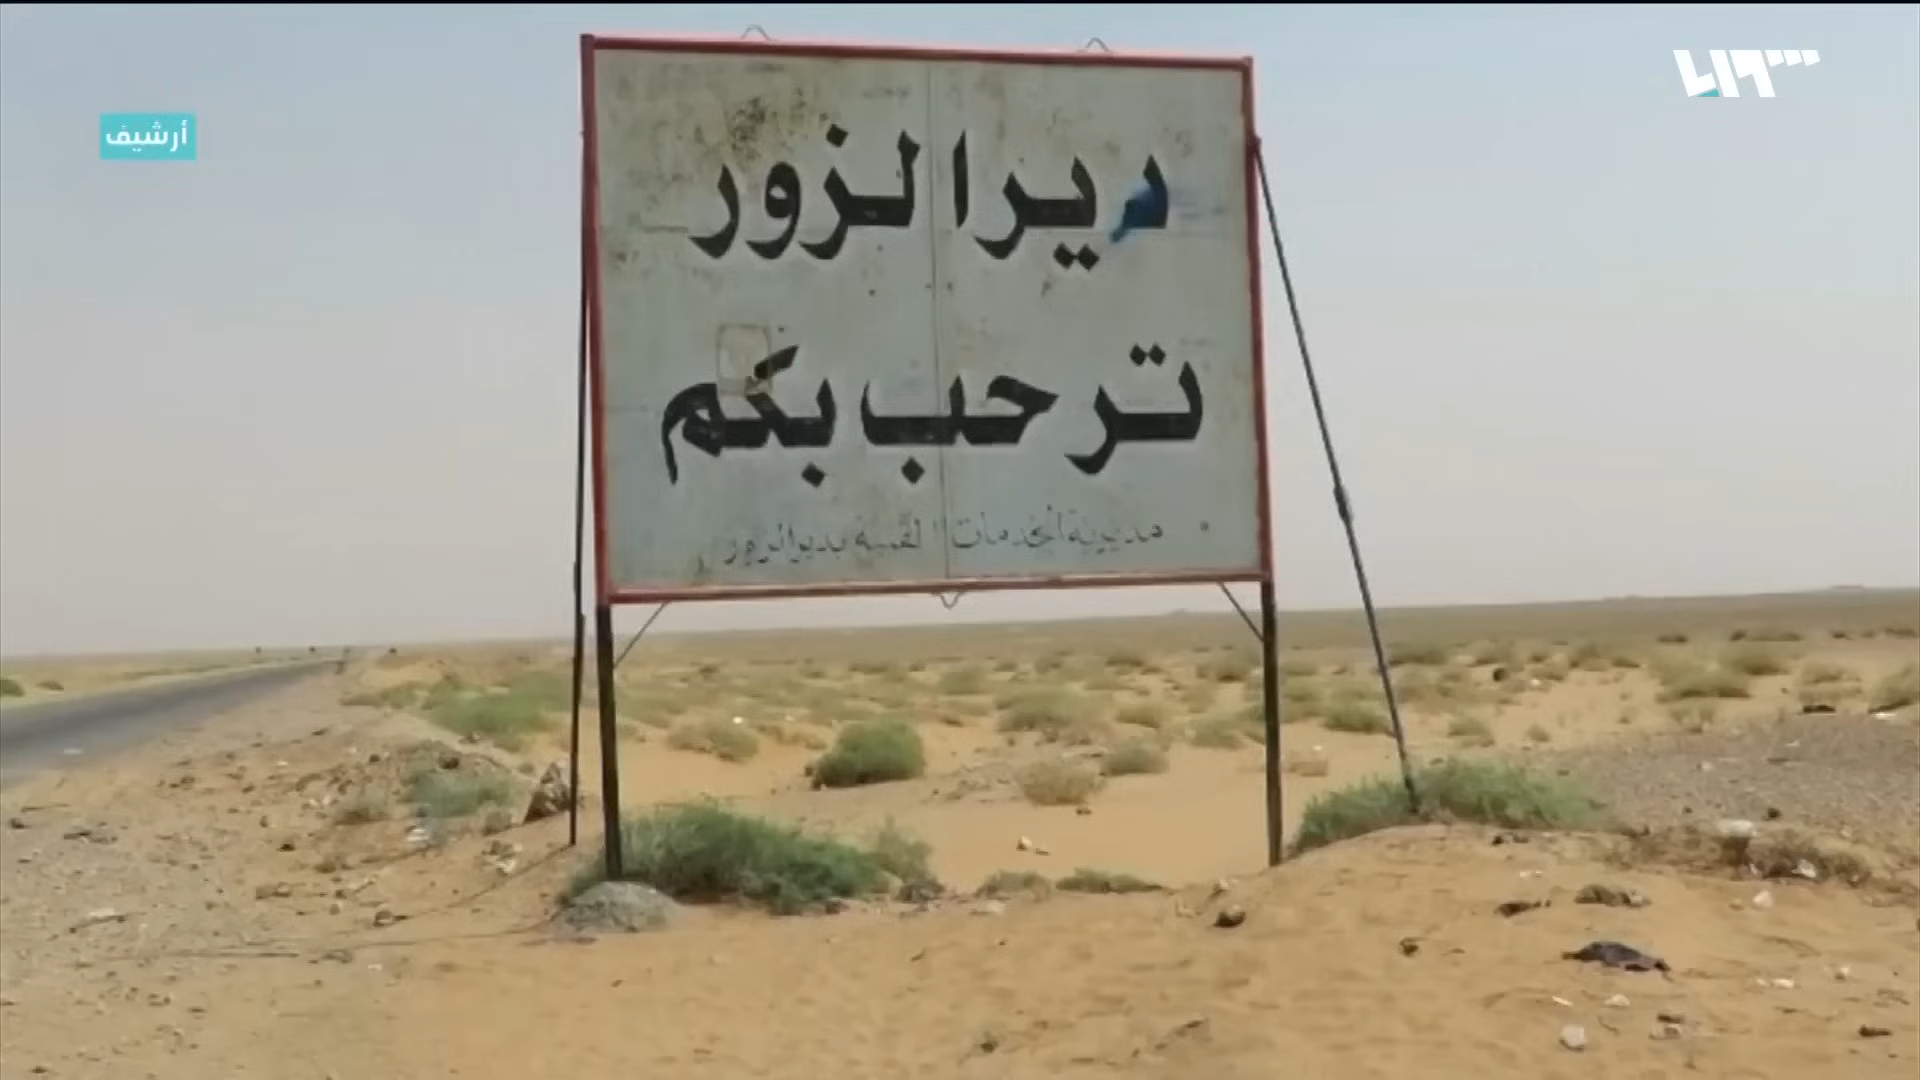 أرشيف
دير الزور
ترحب بكم
مديرية الخدمات الفنية بدير الزور